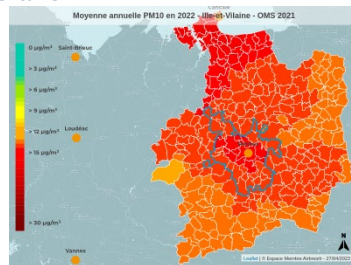 Cancale
Moyenne annuelle PM10 en 2022 - Ille-et-Vilaine - OMS 2021
0 µg/m³
Saint-Brieuc
> 3 µg/m³
> 6 µg/m³
> 9 µg/m³
> 12 µg/m³
Loudéac
> 15 µg/m³
> 30 µg/m³
N
Vannes
Leaflet | © Espace Membre Airbreizh - 27/04/2023